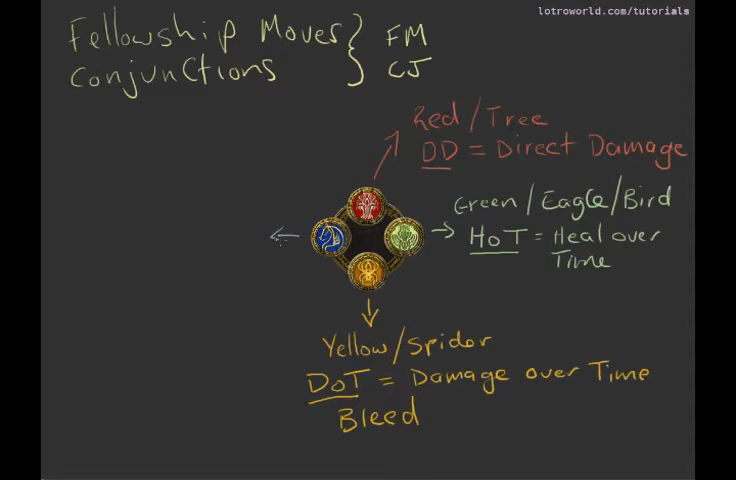 lotroworld.com/tutorials
Fellowship Moves } FM
Conjunctions } CJ
Red/Tree
DD = Direct Damage
Green/Eagle/Bird
HoT = Heal over
Time
Yellow/Spider
DoT = Damage over Time
Bleed